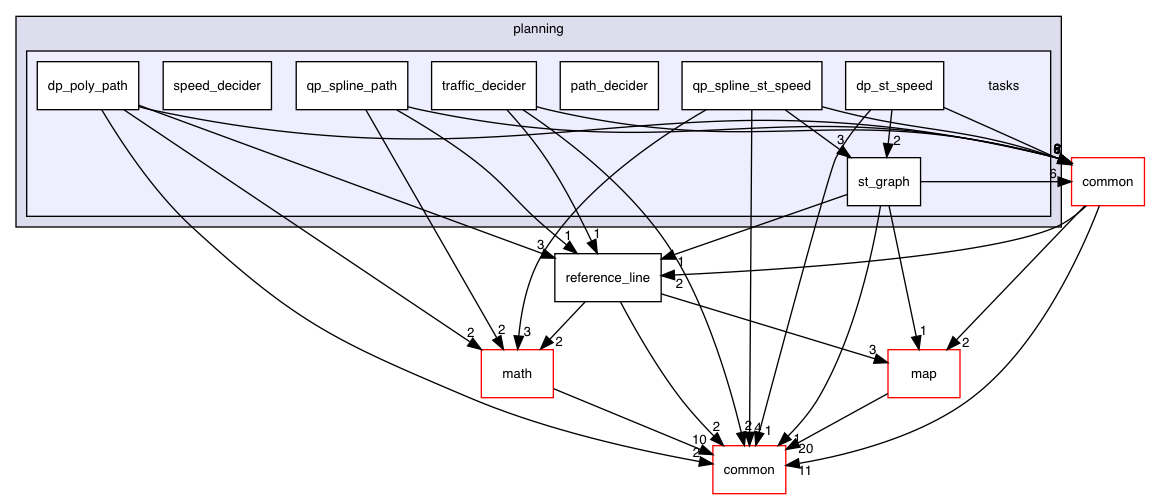 planning
dp_poly_path
speed_decider
qp_spline_path
traffic_decider
path_decider
qp_spline_st_speed
dp_st_speed
tasks
3
2
st_graph
6
common
3
1
1
1
2
reference_line
2
2
3
2
3
1
2
math
map
10
2
2
2
4
1
1
20
11
common